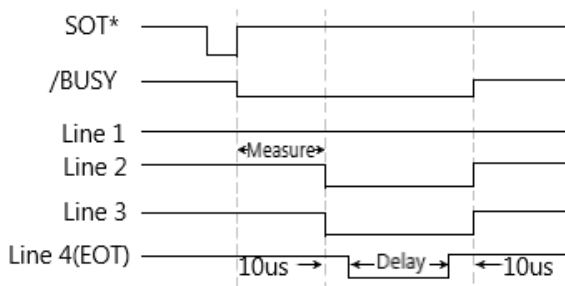 SOT*
/BUSY
Line 1
Measure
Line 2
Line 3
Line 4(EOT)
10us
Delay
10us